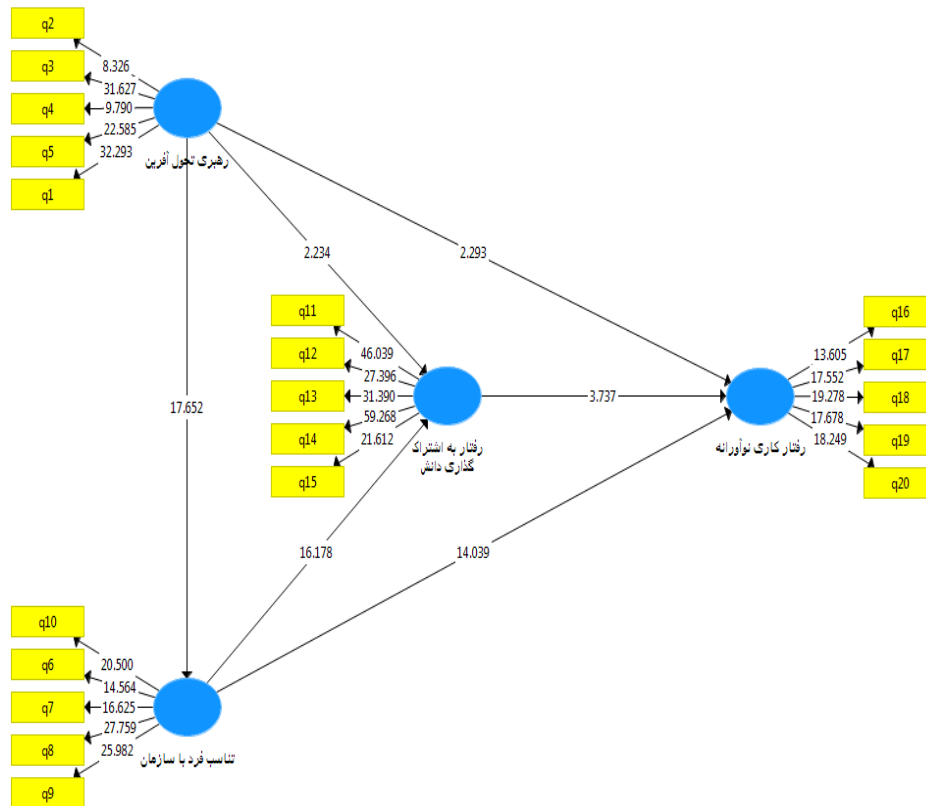 q2
q3
q4
q5
q1
8.326
31.627
9.790
22.585
32.293
رهبری تحول آفرین
2.234
2.293
q11
q12
q13
q14
q15
46.039
27.396
31.390
59.268
21.612
رفتار به اشتراک
گذاری دانش
17.652
3.737
q16
q17
q18
q19
q20
13.605
17.552
19.278
17.678
18.249
رفتار کاری نوآورانه
16.178
14.039
q10
q6
q7
q8
q9
20.500
14.564
16.625
27.759
25.982
تناسب فرد با سازمان